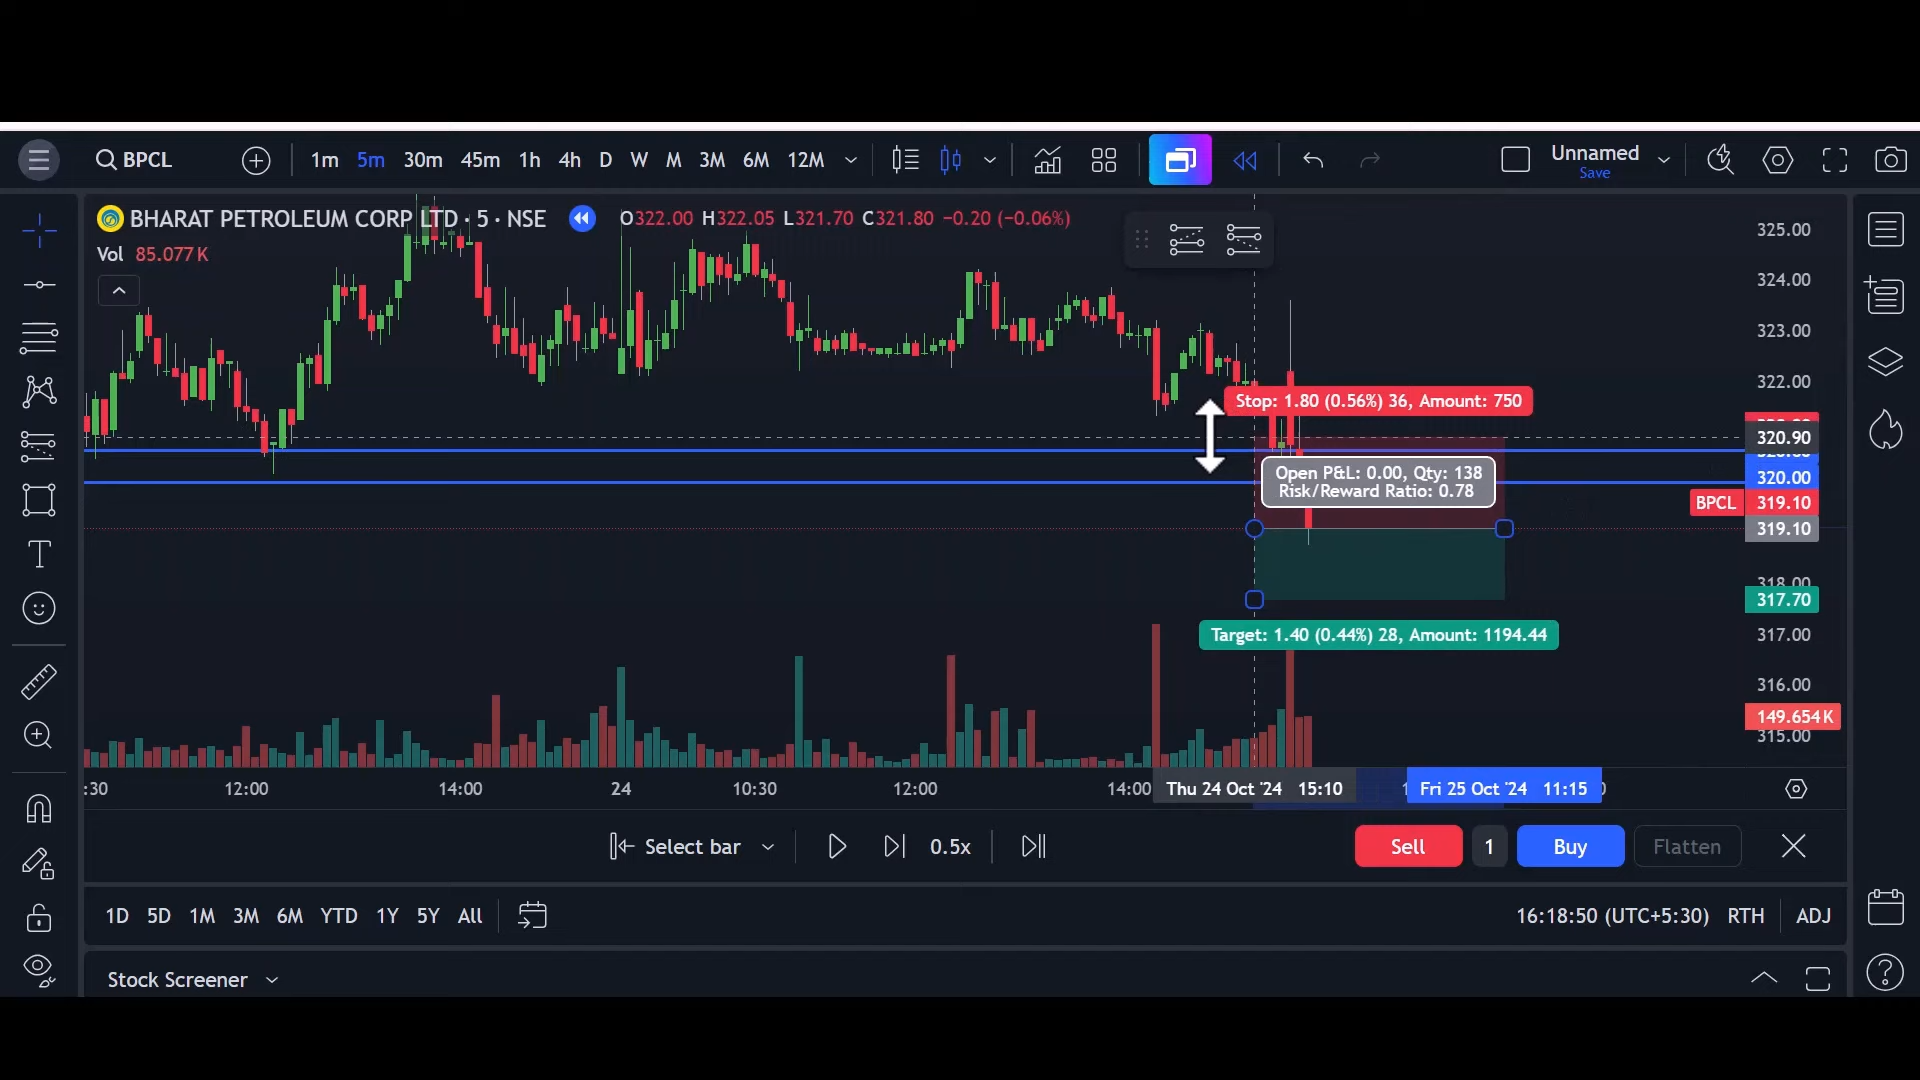 BPCL
1m 5m 30m 45m 1h 4h D W M 3M 6M 12M
Unnamed
Save
BHARAT PETROLEUM CORP LTD · 5 · NSE
O322.00 H322.05 L321.70 C321.80 −0.20 (−0.06%)
Vol 85.077K
325.00
324.00
323.00
322.00
Stop: 1.80 (0.56%) 36, Amount: 750
320.90
Open P&L: 0.00, Qty: 138
Risk/Reward Ratio: 0.78
320.00
BPCL 319.10
319.10
318.00
317.70
Target: 1.40 (0.44%) 28, Amount: 1194.44
317.00
316.00
149.654K
315.00
:30 12:00 14:00 24 10:30 12:00 14:00 Thu 24 Oct '24 15:10 Fri 25 Oct '24 11:15
Select bar 0.5x Sell 1 Buy Flatten
1D 5D 1M 3M 6M YTD 1Y 5Y All
16:18:50 (UTC+5:30) RTH ADJ
Stock Screener